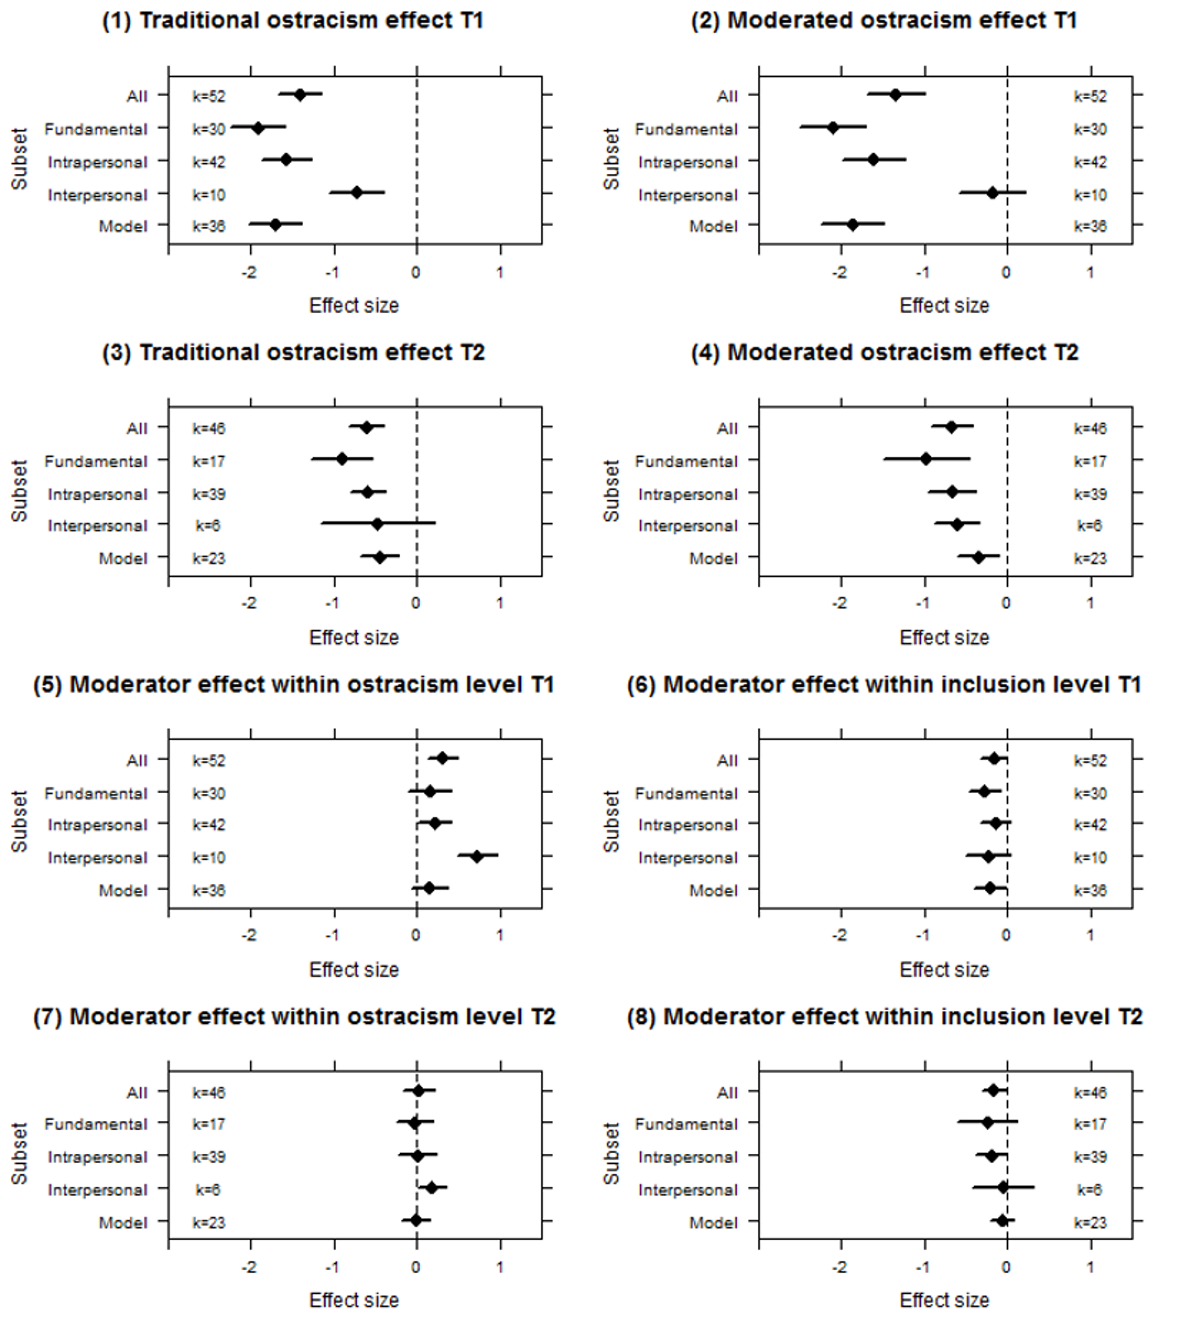 (1) Traditional ostracism effect T1
Subset
All k=52
Fundamental k=30
Intrapersonal k=42
Interpersonal k=10
Model k=36
-2 -1 0 1
Effect size
(2) Moderated ostracism effect T1
Subset
All k=52
Fundamental k=30
Intrapersonal k=42
Interpersonal k=10
Model k=36
-2 -1 0 1
Effect size
(3) Traditional ostracism effect T2
Subset
All k=46
Fundamental k=17
Intrapersonal k=39
Interpersonal k=6
Model k=23
-2 -1 0 1
Effect size
(4) Moderated ostracism effect T2
Subset
All k=46
Fundamental k=17
Intrapersonal k=39
Interpersonal k=6
Model k=23
-2 -1 0 1
Effect size
(5) Moderator effect within ostracism level T1
Subset
All k=52
Fundamental k=30
Intrapersonal k=42
Interpersonal k=10
Model k=36
-2 -1 0 1
Effect size
(6) Moderator effect within inclusion level T1
Subset
All k=52
Fundamental k=30
Intrapersonal k=42
Interpersonal k=10
Model k=36
-2 -1 0 1
Effect size
(7) Moderator effect within ostracism level T2
Subset
All k=46
Fundamental k=17
Intrapersonal k=39
Interpersonal k=6
Model k=23
-2 -1 0 1
Effect size
(8) Moderator effect within inclusion level T2
Subset
All k=46
Fundamental k=17
Intrapersonal k=39
Interpersonal k=6
Model k=23
-2 -1 0 1
Effect size